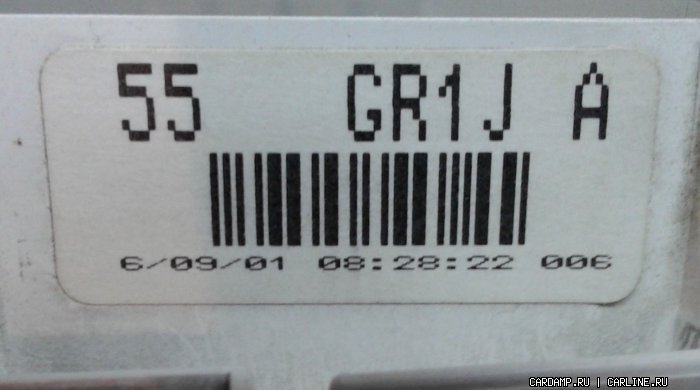 55 GR1J A
6/09/01 08:28:22 006
CARDAMP.RU | CARLINE.RU